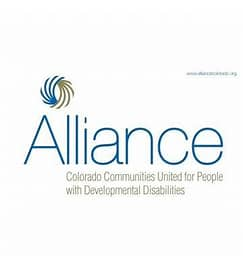 www.alliancecolorado.org
Alliance
Colorado Communities United for People
with Developmental Disabilities